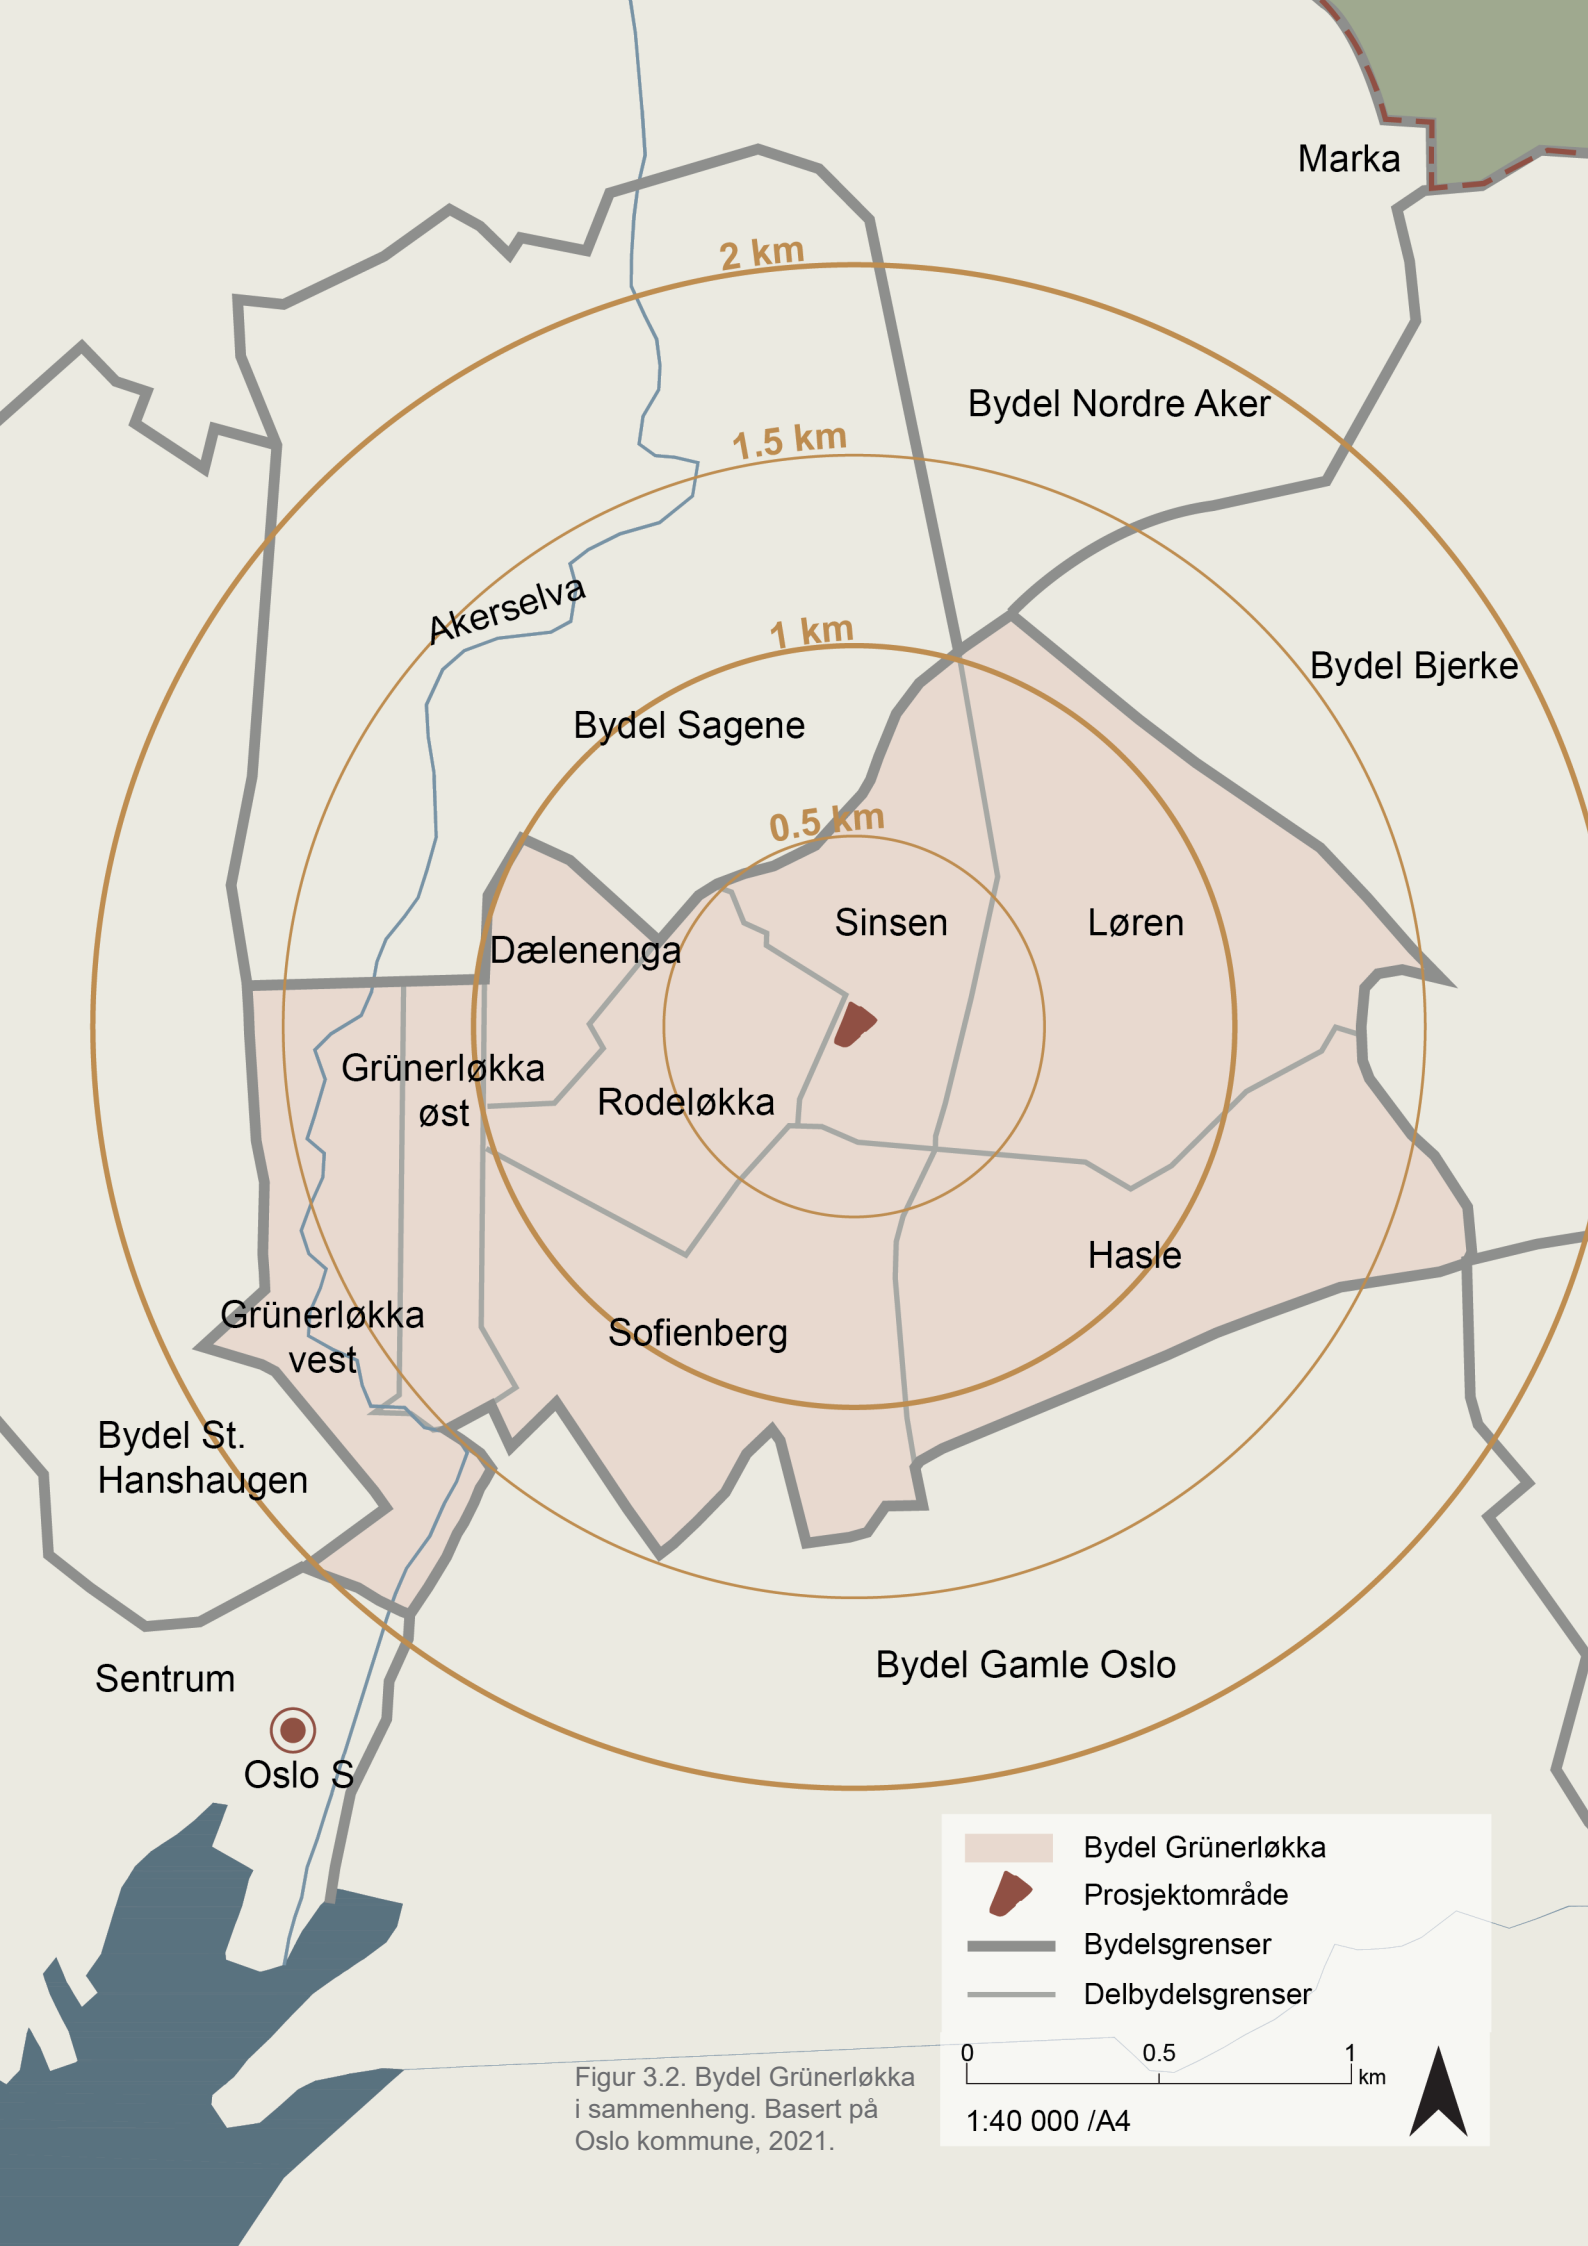 Marka
2 km
Bydel Nordre Aker
1.5 km
Akerselva
1 km
Bydel Bjerke
Bydel Sagene
0.5 km
Sinsen
Løren
Dælenenga
Grünerløkka
øst
Rodeløkka
Hasle
Grünerløkka
vest
Sofienberg
Bydel St.
Hanshaugen
Bydel Gamle Oslo
Sentrum
Oslo S
Bydel Grünerløkka
Prosjektområde
Bydelsgrenser
Delbydelsgrenser
0 0.5 1
km
1:40 000 /A4
Figur 3.2. Bydel Grünerløkka
i sammenheng. Basert på
Oslo kommune, 2021.